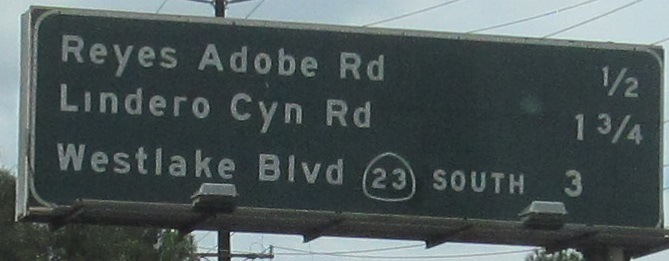 Reyes Adobe Rd 1/2
Lindero Cyn Rd 1 3/4
Westlake Blvd 23 SOUTH 3